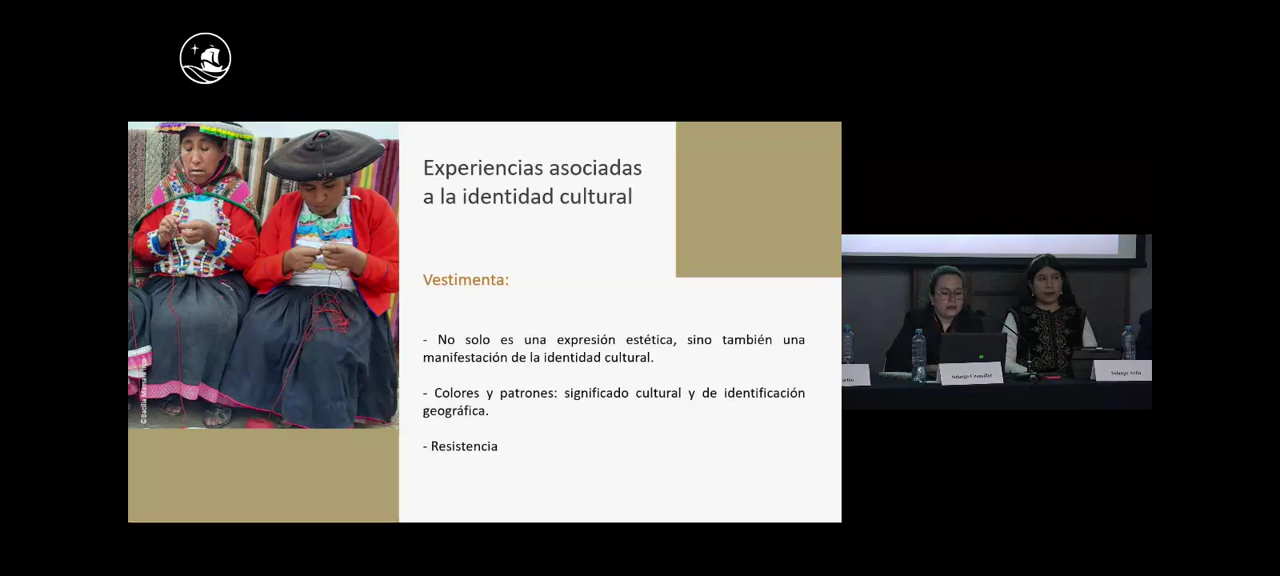 Experiencias asociadas
a la identidad cultural
Vestimenta:
- No solo es una expresión estética, sino también una
manifestación de la identidad cultural.
- Colores y patrones: significado cultural y de identificación
geográfica.
- Resistencia